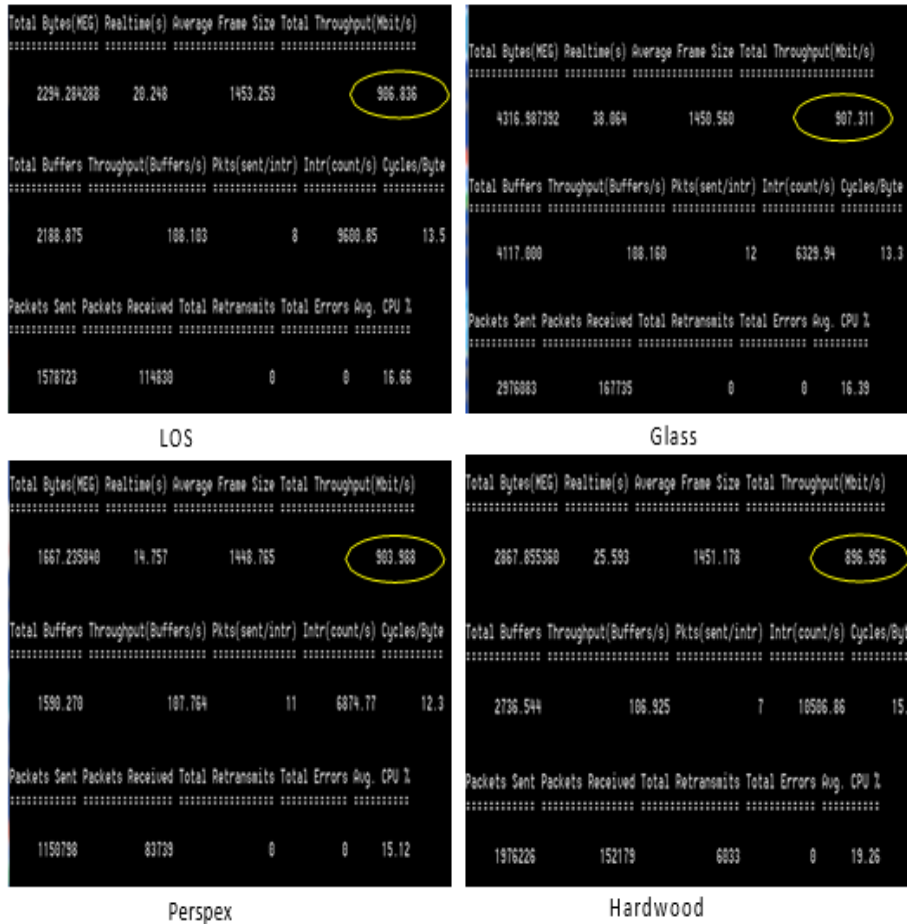 Total Bytes(MEG) Realtime(s) Average Frame Size Total Throughput(Mbit/s)
2294.284288 20.248 1453.253 906.836
Total Buffers Throughput(Buffers/s) Pkts(sent/intr) Intr(count/s) Cycles/Byte
2188.875 108.103 8 9600.85 13.5
Packets Sent Packets Received Total Retransmits Total Errors Avg. CPU %
1578723 114830 0 0 16.66
LOS
Total Bytes(MEG) Realtime(s) Average Frame Size Total Throughput(Mbit/s)
4316.987392 38.064 1450.560 907.311
Total Buffers Throughput(Buffers/s) Pkts(sent/intr) Intr(count/s) Cycles/Byte
4117.000 108.160 12 6329.94 13.3
Packets Sent Packets Received Total Retransmits Total Errors Avg. CPU %
2976083 167735 0 0 16.39
Glass
Total Bytes(MEG) Realtime(s) Average Frame Size Total Throughput(Mbit/s)
1667.235840 14.757 1448.765 903.988
Total Buffers Throughput(Buffers/s) Pkts(sent/intr) Intr(count/s) Cycles/Byte
1590.270 107.764 11 6874.77 12.3
Packets Sent Packets Received Total Retransmits Total Errors Avg. CPU %
1150798 83739 0 0 15.12
Perspex
Total Bytes(MEG) Realtime(s) Average Frame Size Total Throughput(Mbit/s)
2867.855360 25.593 1451.178 896.956
Total Buffers Throughput(Buffers/s) Pkts(sent/intr) Intr(count/s) Cycles/Byt
2736.544 106.925 7 10506.86 15.
Packets Sent Packets Received Total Retransmits Total Errors Avg. CPU %
1976226 152179 6033 0 19.26
Hardwood